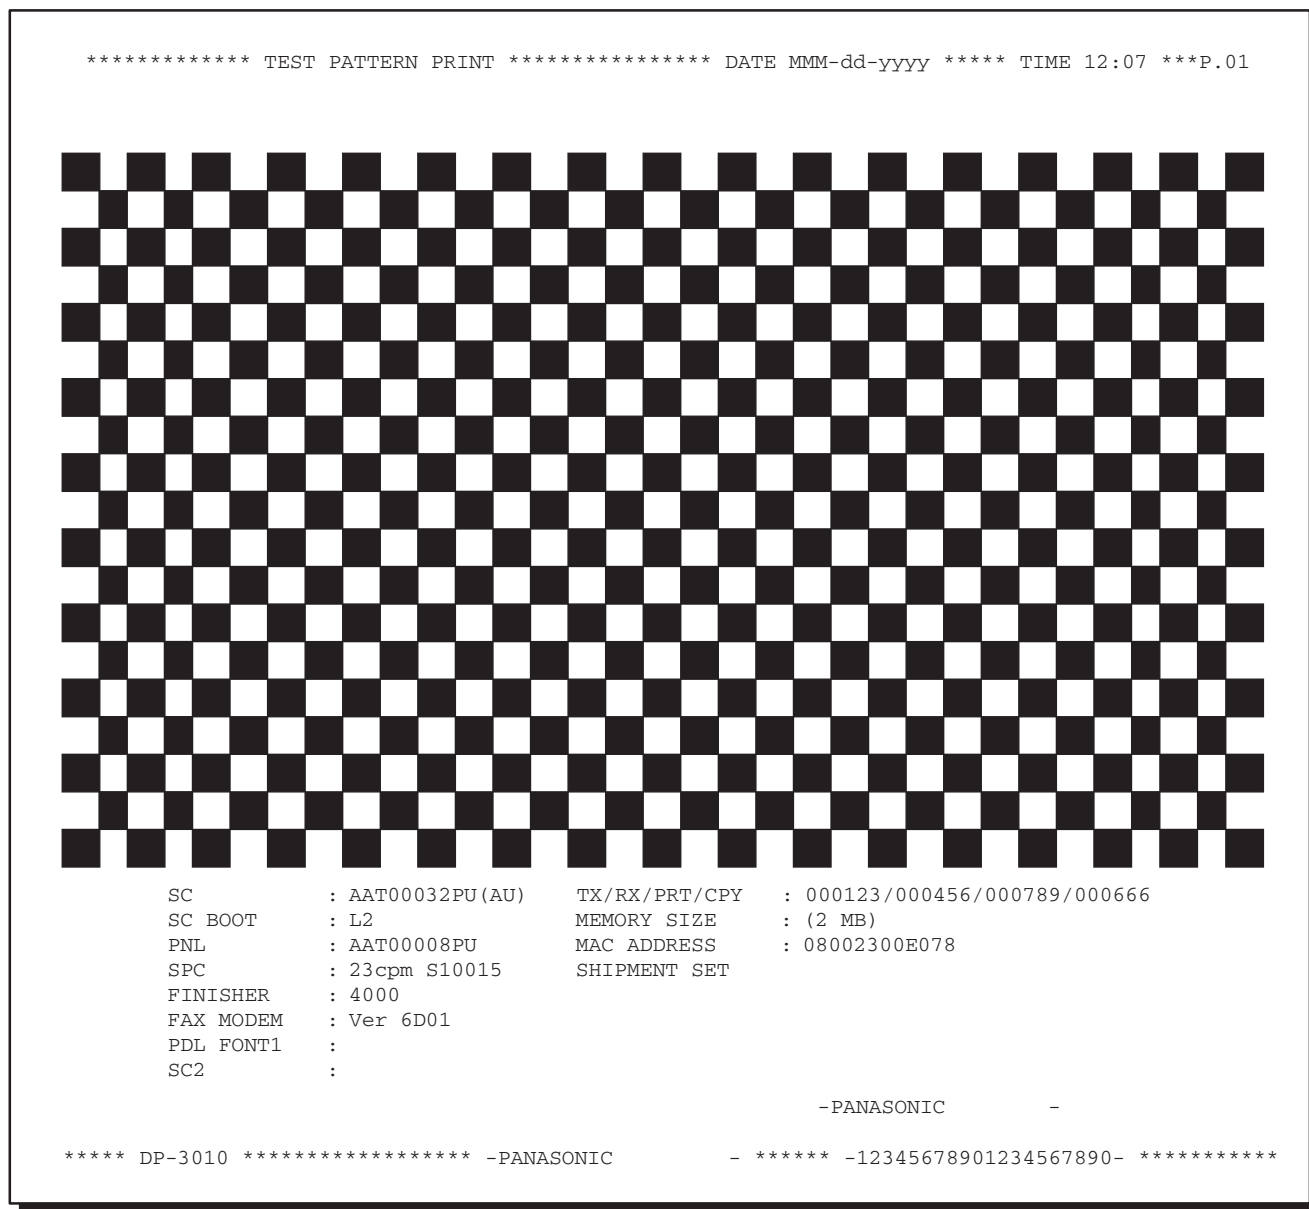 ************* TEST PATTERN PRINT **************** DATE MMM-dd-yyyy ***** TIME 12:07 ***P.01
SC : AAT00032PU(AU) TX/RX/PRT/CPY : 000123/000456/000789/000666
SC BOOT : L2 MEMORY SIZE : (2 MB)
PNL : AAT00008PU MAC ADDRESS : 08002300E078
SPC : 23cpm S10015 SHIPMENT SET
FINISHER : 4000
FAX MODEM : Ver 6D01
PDL FONT1 :
SC2 :
-PANASONIC -
***** DP-3010 ****************** -PANASONIC - ****** -12345678901234567890- ***********